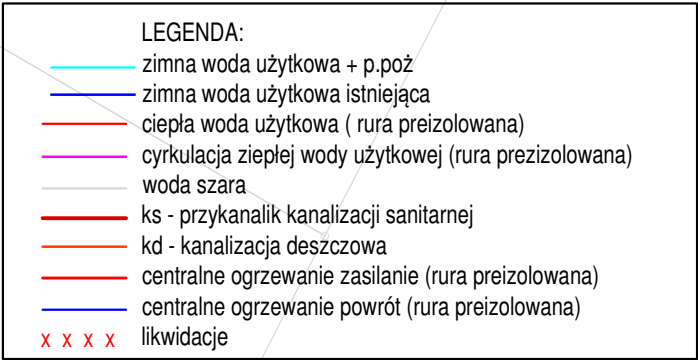 LEGENDA:
zimna woda użytkowa + p.poż
zimna woda użytkowa istniejąca
ciepła woda użytkowa ( rura preizolowana)
cyrkulacja ziepłej wody użytkowej (rura prezizolowana)
woda szara
ks - przykanalik kanalizacji sanitarnej
kd - kanalizacja deszczowa
centralne ogrzewanie zasilanie (rura preizolowana)
centralne ogrzewanie powrót (rura preizolowana)
x x x x likwidacje